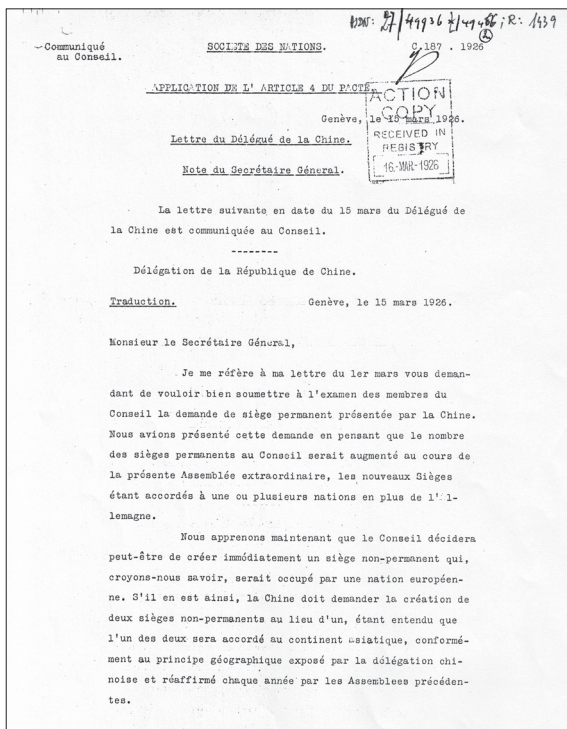 BDN: 27/49936 x/49466; R: 1439
Communiqué
au Conseil.
SOCIETE DES NATIONS.
C.187 . 1926
APPLICATION DE L' ARTICLE 4 DU PACTE.
ACTION
COPY
RECEIVED IN
REGISTRY
16.MAR.1926
Genève, le 15 mars 1926.
Lettre du Délégué de la Chine.
Note du Secrétaire Général.
La lettre suivante en date du 15 mars du Délégué de
la Chine est communiquée au Conseil.
--------
Délégation de la République de Chine.
Traduction.
Genève, le 15 mars 1926.
Monsieur le Secrétaire Général,
Je me réfère à ma lettre du 1er mars vous deman-
dant de vouloir bien soumettre à l'examen des membres du
Conseil la demande de siège permanent présentée par la Chine.
Nous avions présenté cette demande en pensant que le nombre
des sièges permanents au Conseil serait augmenté au cours de
la présente Assemblée extraordinaire, les nouveaux Sièges
étant accordés à une ou plusieurs nations en plus de l'All-
lemagne.
Nous apprenons maintenant que le Conseil décidera
peut-être de créer immédiatement un siège non-permanent qui,
croyons-nous savoir, serait occupé par une nation européen-
ne. S'il en est ainsi, la Chine doit demander la création de
deux sièges non-permanents au lieu d'un, étant entendu que
l'un des deux sera accordé au continent asiatique, conformé-
ment au principe géographique exposé par la délégation chi-
noise et réaffirmé chaque année par les Assemblees précéden-
tes.